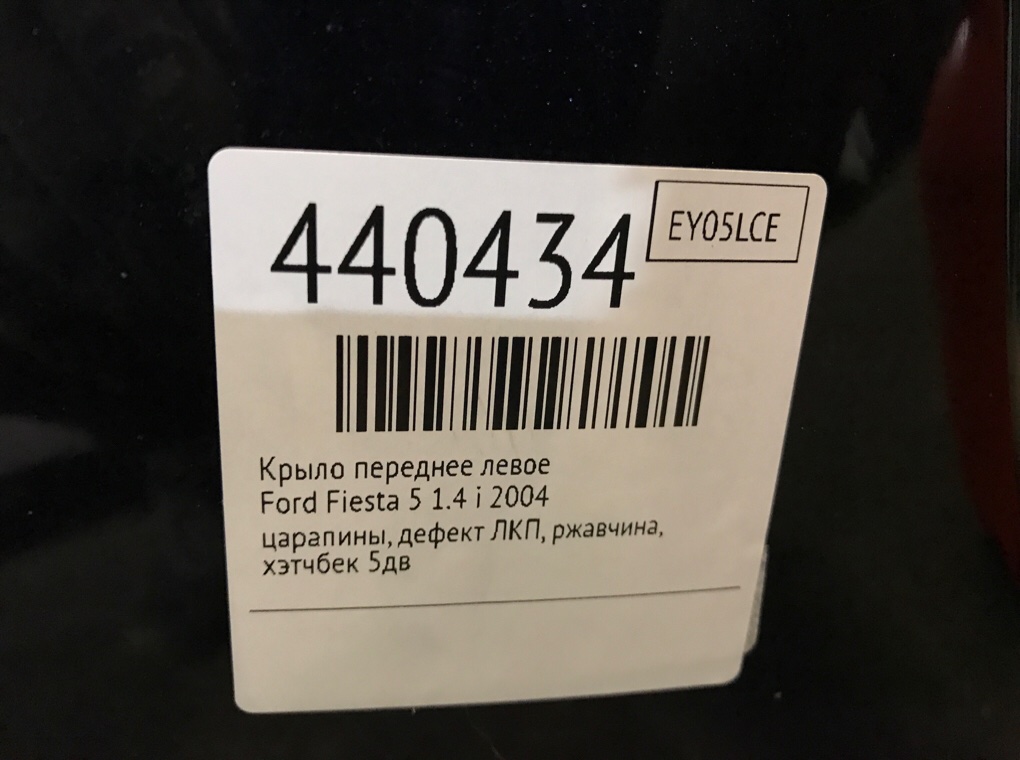 440434
EY05LCE
Крыло переднее левое
Ford Fiesta 5 1.4 i 2004
царапины, дефект ЛКП, ржавчина,
хэтчбек 5дв